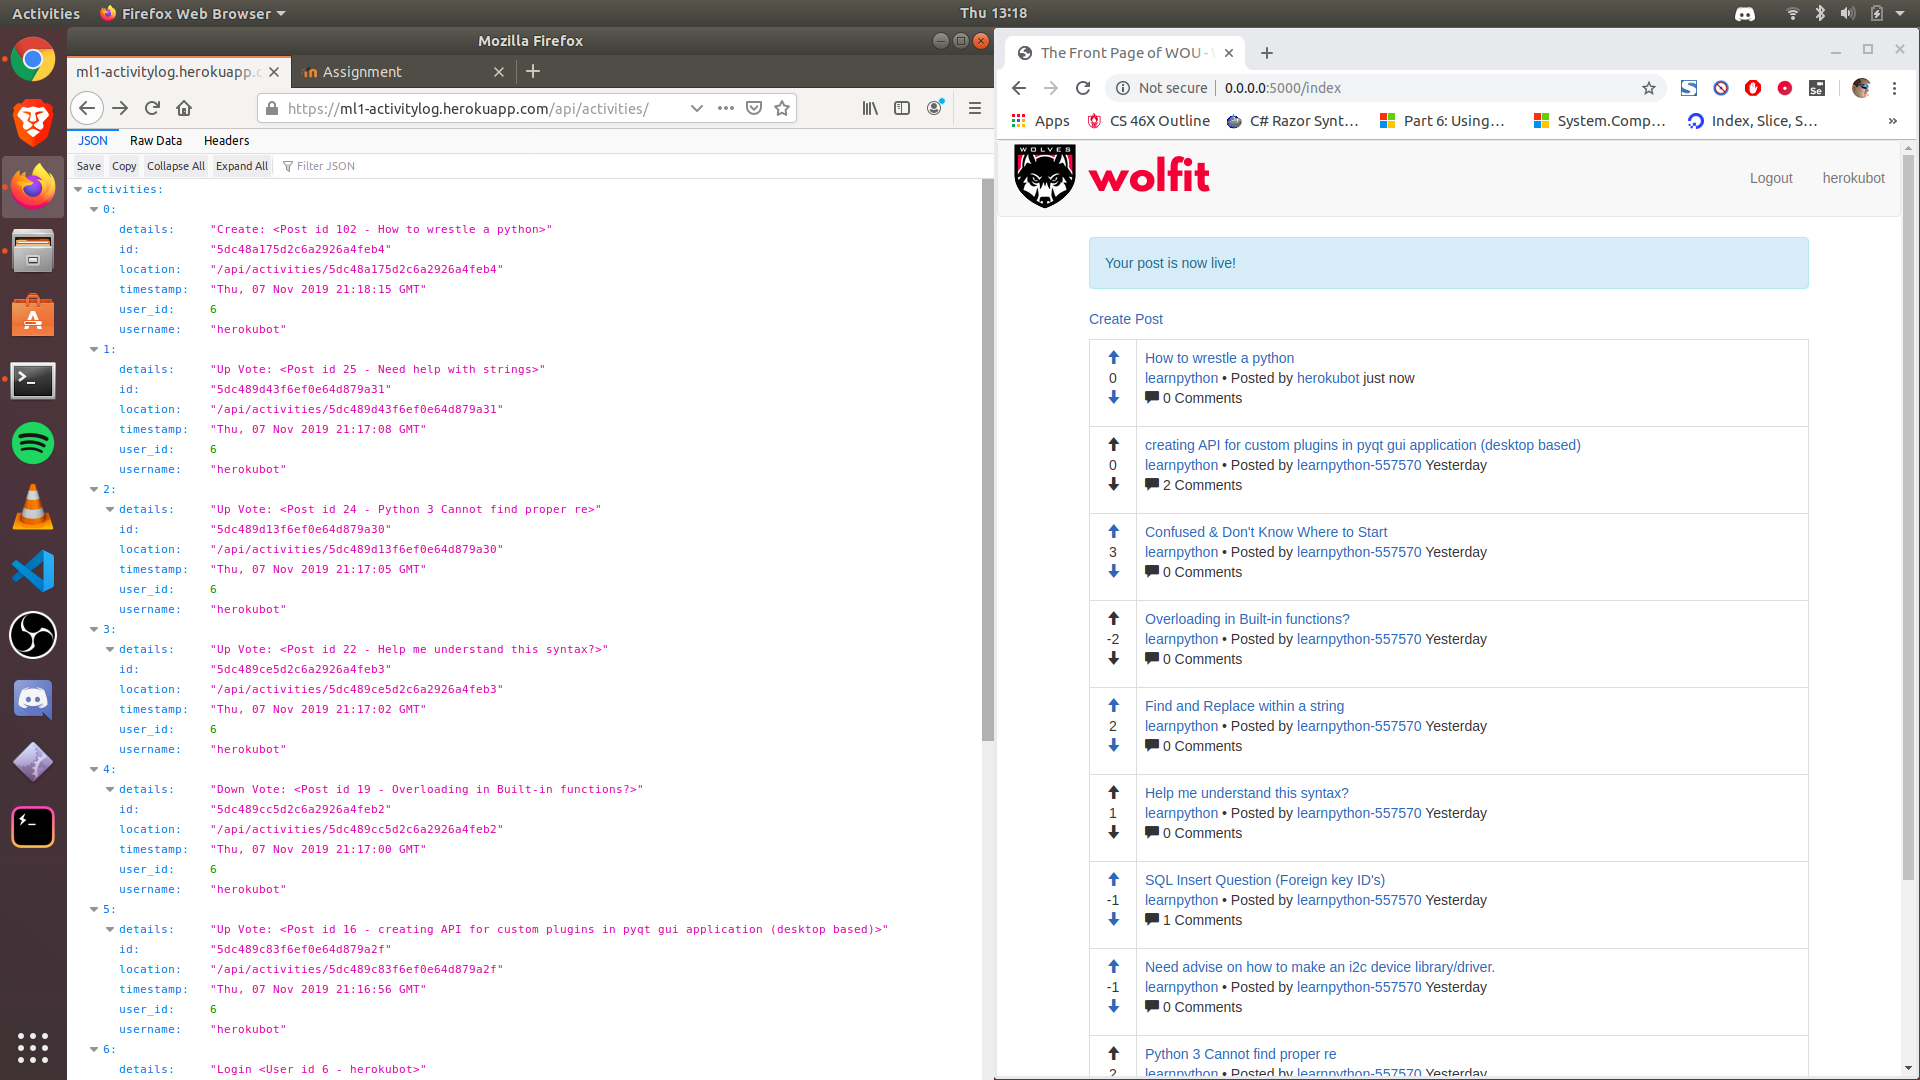 Activities
Firefox Web Browser
Thu 13:18
Mozilla Firefox
ml1-activitylog.herokuapp.c
Assignment
https://ml1-activitylog.herokuapp.com/api/activities/
JSON
Raw Data
Headers
Save
Copy
Collapse All
Expand All
Filter JSON
activities:
0:
details: "Create: <Post id 102 - How to wrestle a python>"
id: "5dc48a175d2c6a2926a4feb4"
location: "/api/activities/5dc48a175d2c6a2926a4feb4"
timestamp: "Thu, 07 Nov 2019 21:18:15 GMT"
user_id: 6
username: "herokubot"
1:
details: "Up Vote: <Post id 25 - Need help with strings>"
id: "5dc489d43f6ef0e64d879a31"
location: "/api/activities/5dc489d43f6ef0e64d879a31"
timestamp: "Thu, 07 Nov 2019 21:17:08 GMT"
user_id: 6
username: "herokubot"
2:
details: "Up Vote: <Post id 24 - Python 3 Cannot find proper re>"
id: "5dc489d13f6ef0e64d879a30"
location: "/api/activities/5dc489d13f6ef0e64d879a30"
timestamp: "Thu, 07 Nov 2019 21:17:05 GMT"
user_id: 6
username: "herokubot"
3:
details: "Up Vote: <Post id 22 - Help me understand this syntax?>"
id: "5dc489ce5d2c6a2926a4feb3"
location: "/api/activities/5dc489ce5d2c6a2926a4feb3"
timestamp: "Thu, 07 Nov 2019 21:17:02 GMT"
user_id: 6
username: "herokubot"
4:
details: "Down Vote: <Post id 19 - Overloading in Built-in functions?>"
id: "5dc489cc5d2c6a2926a4feb2"
location: "/api/activities/5dc489cc5d2c6a2926a4feb2"
timestamp: "Thu, 07 Nov 2019 21:17:00 GMT"
user_id: 6
username: "herokubot"
5:
details: "Up Vote: <Post id 16 - creating API for custom plugins in pyqt gui application (desktop based)>"
id: "5dc489c83f6ef0e64d879a2f"
location: "/api/activities/5dc489c83f6ef0e64d879a2f"
timestamp: "Thu, 07 Nov 2019 21:16:56 GMT"
user_id: 6
username: "herokubot"
6:
details: "Login <User id 6 - herokubot>"
The Front Page of WOU -
Not secure
0.0.0.0:5000/index
Se
Apps
CS 46X Outline
C# Razor Synt...
Part 6: Using...
System.Comp...
Index, Slice, S...
»
WOLVES
wolfit
Logout
herokubot
Your post is now live!
Create Post
How to wrestle a python
0
learnpython • Posted by herokubot just now
0 Comments
creating API for custom plugins in pyqt gui application (desktop based)
0
learnpython • Posted by learnpython-557570 Yesterday
2 Comments
Confused & Don't Know Where to Start
3
learnpython • Posted by learnpython-557570 Yesterday
0 Comments
Overloading in Built-in functions?
-2
learnpython • Posted by learnpython-557570 Yesterday
0 Comments
Find and Replace within a string
2
learnpython • Posted by learnpython-557570 Yesterday
0 Comments
Help me understand this syntax?
1
learnpython • Posted by learnpython-557570 Yesterday
0 Comments
SQL Insert Question (Foreign key ID's)
-1
learnpython • Posted by learnpython-557570 Yesterday
1 Comments
Need advise on how to make an i2c device library/driver.
-1
learnpython • Posted by learnpython-557570 Yesterday
0 Comments
Python 3 Cannot find proper re
2
learnpython • Posted by learnpython-557570 Yesterday